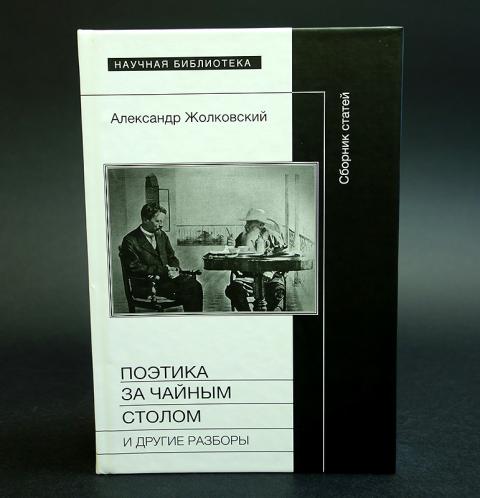 НАУЧНАЯ БИБЛИОТЕКА
Александр Жолковский
Сборник статей
ПОЭТИКА
ЗА ЧАЙНЫМ
СТОЛОМ
И ДРУГИЕ РАЗБОРЫ